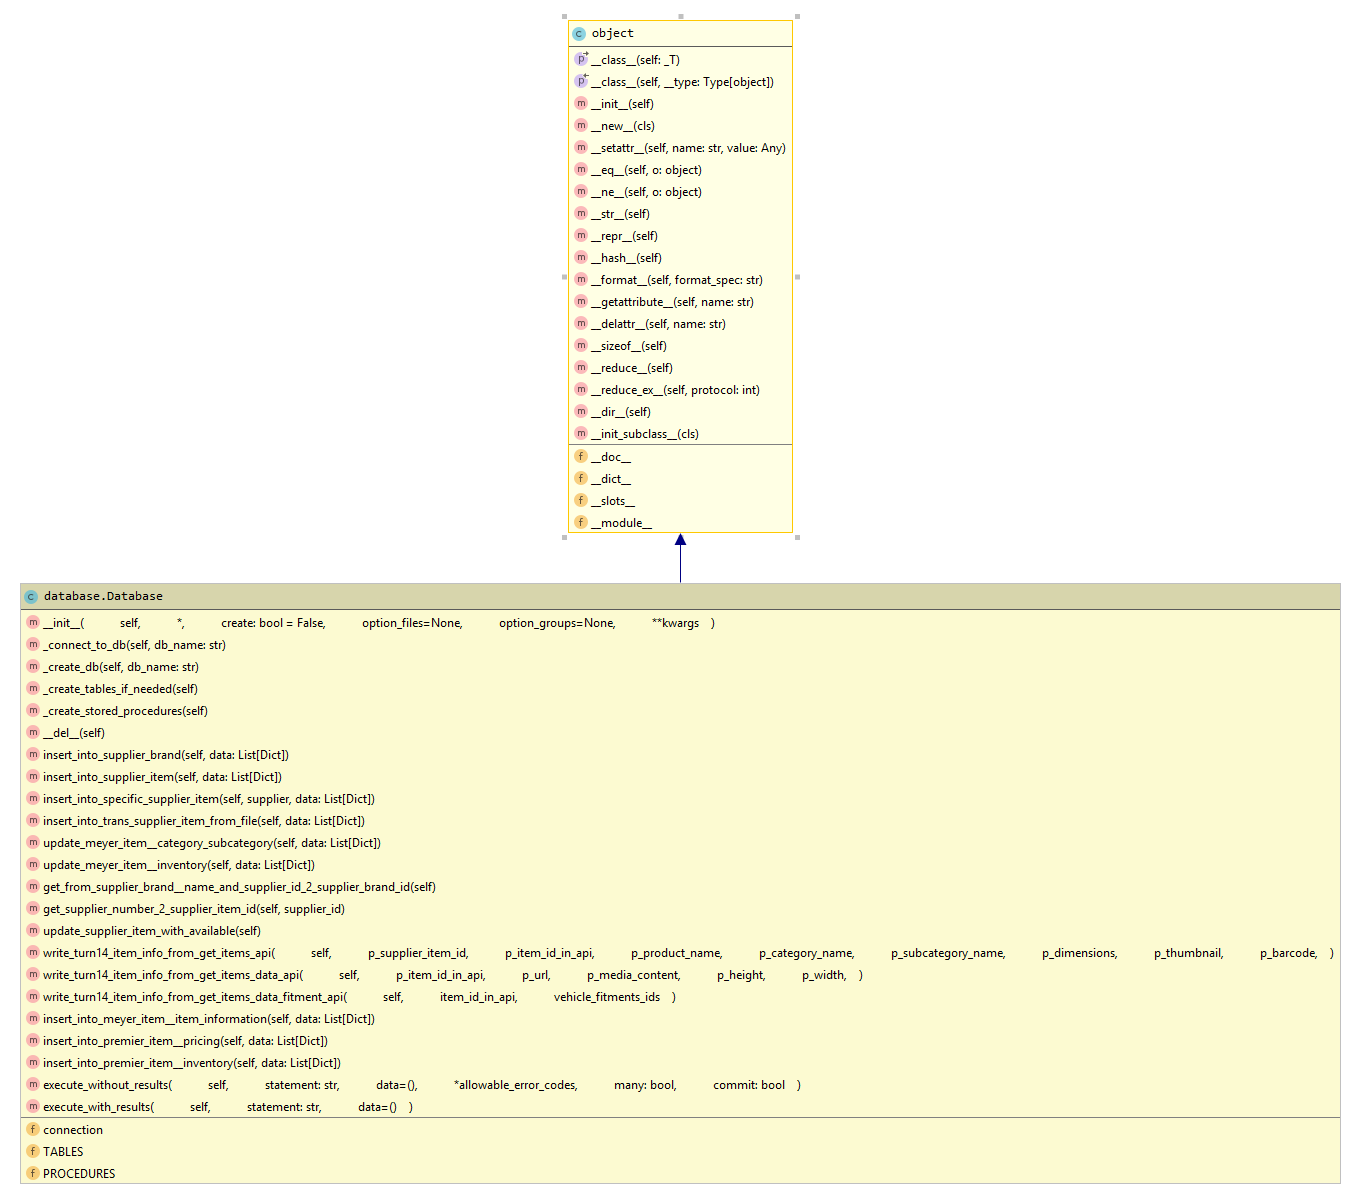 c object
p __class__(self: _T)
p __class__(self, __type: Type[object])
m __init__(self)
m __new__(cls)
m __setattr__(self, name: str, value: Any)
m __eq__(self, o: object)
m __ne__(self, o: object)
m __str__(self)
m __repr__(self)
m __hash__(self)
m __format__(self, format_spec: str)
m __getattribute__(self, name: str)
m __delattr__(self, name: str)
m __sizeof__(self)
m __reduce__(self)
m __reduce_ex__(self, protocol: int)
m __dir__(self)
m __init_subclass__(cls)
f __doc__
f __dict__
f __slots__
f __module__
c database.Database
m __init__( self, *, create: bool = False, option_files=None, option_groups=None, **kwargs )
m _connect_to_db(self, db_name: str)
m _create_db(self, db_name: str)
m _create_tables_if_needed(self)
m _create_stored_procedures(self)
m __del__(self)
m insert_into_supplier_brand(self, data: List[Dict])
m insert_into_supplier_item(self, data: List[Dict])
m insert_into_specific_supplier_item(self, supplier, data: List[Dict])
m insert_into_trans_supplier_item_from_file(self, data: List[Dict])
m update_meyer_item__category_subcategory(self, data: List[Dict])
m update_meyer_item__inventory(self, data: List[Dict])
m get_from_supplier_brand__name_and_supplier_id_2_supplier_brand_id(self)
m get_supplier_number_2_supplier_item_id(self, supplier_id)
m update_supplier_item_with_available(self)
m write_turn14_item_info_from_get_items_api( self, p_supplier_item_id, p_item_id_in_api, p_product_name, p_category_name, p_subcategory_name, p_dimensions, p_thumbnail, p_barcode, )
m write_turn14_item_info_from_get_items_data_api( self, p_item_id_in_api, p_url, p_media_content, p_height, p_width, )
m write_turn14_item_info_from_get_items_data_fitment_api( self, item_id_in_api, vehicle_fitments_ids )
m insert_into_meyer_item__item_information(self, data: List[Dict])
m insert_into_premier_item__pricing(self, data: List[Dict])
m insert_into_premier_item__inventory(self, data: List[Dict])
m execute_without_results( self, statement: str, data=(), *allowable_error_codes, many: bool, commit: bool )
m execute_with_results( self, statement: str, data=() )
f connection
f TABLES
f PROCEDURES